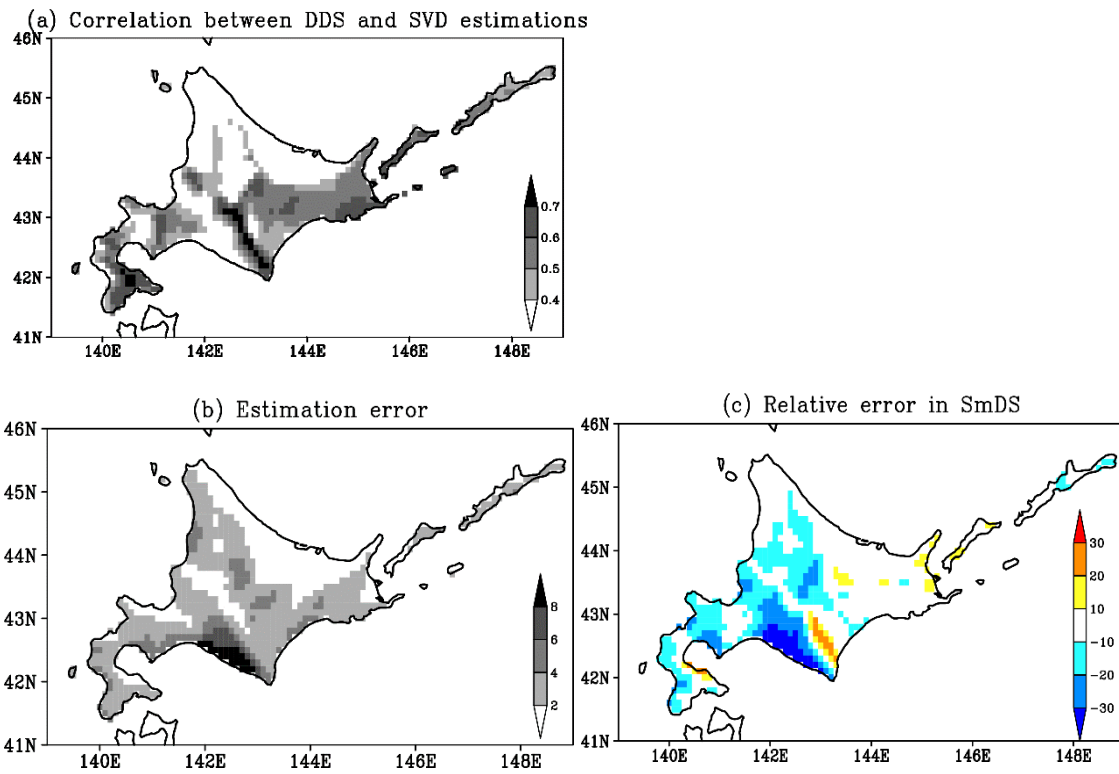 (a) Correlation between DDS and SVD estimations
46N
45N
44N
43N
42N
41N
0.7
0.6
0.5
0.4
140E 142E 144E 146E 148E
(b) Estimation error
46N
45N
44N
43N
42N
41N
8
6
4
2
140E 142E 144E 146E 148E
(c) Relative error in SmDS
46N
45N
44N
43N
42N
41N
30
20
10
-10
-20
-30
140E 142E 144E 146E 148E